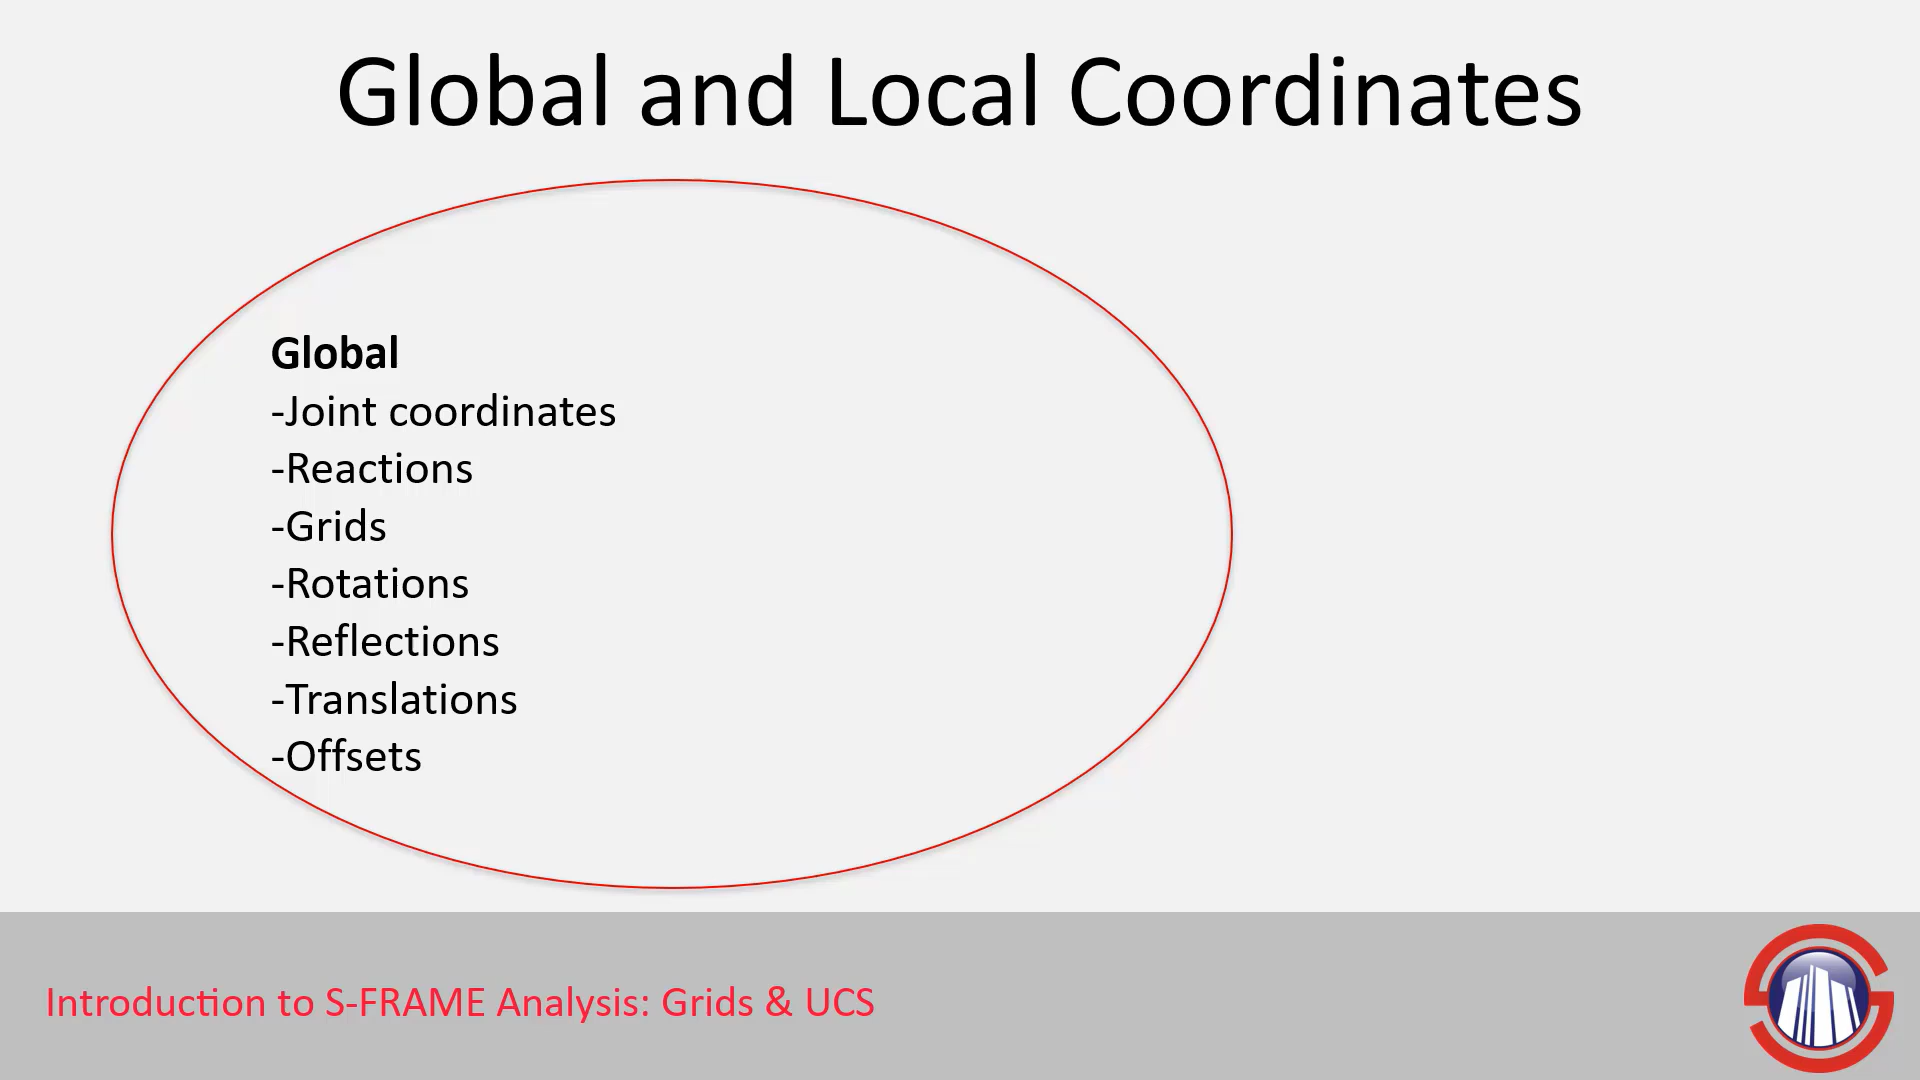 Global and Local Coordinates
Global
-Joint coordinates
-Reactions
-Grids
-Rotations
-Reflections
-Translations
-Offsets
Introduction to S-FRAME Analysis: Grids & UCS